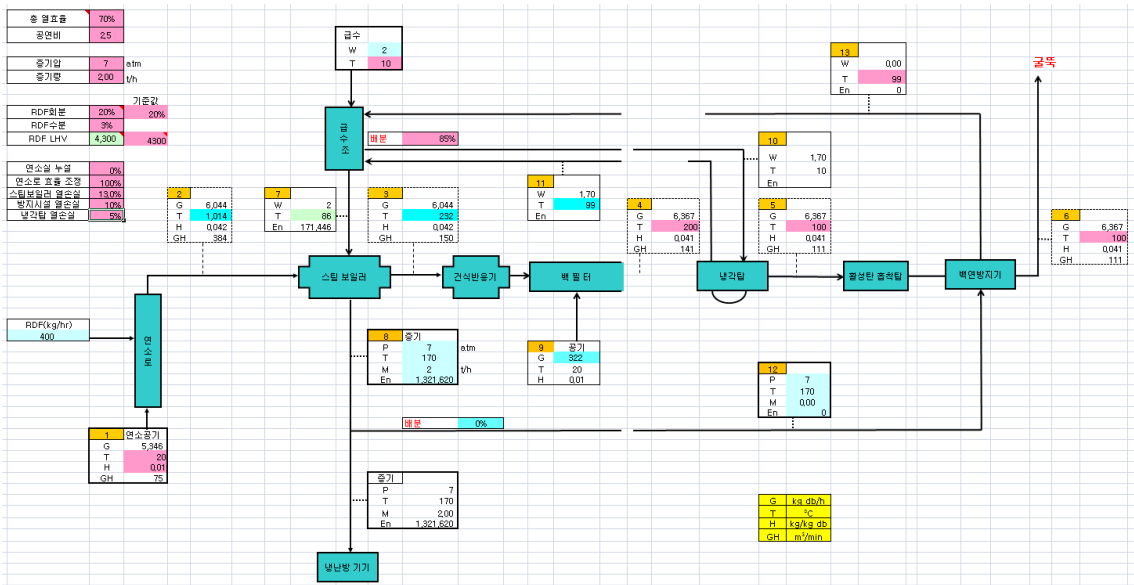 총 열효율 70%
공연비 2.5
증기압 7 atm
증기량 2.00 t/h
기준값
RDF회분 20% 20%
RDF수분 3%
RDF LHV 4,300 4300
연소실 누설 0%
연소로 효율 조정 100%
스팀보일러 열손실 13.0%
방지시설 열손실 10%
냉각탑 열손실 5%
급수
W 2
T 10
급수조
배분 85%
13
W 0.00
T 99
En 0
굴뚝
10
W 1.70
T 10
En
11
W 1.70
T 99
En
2
G 6,044
T 1,014
H 0.042
GH 384
7
W 2
T 86
En 171,446
3
G 6,044
T 232
H 0.042
GH 150
4
G 6,367
T 200
H 0.041
GH 141
5
G 6,367
T 100
H 0.041
GH 111
6
G 6,367
T 100
H 0.041
GH 111
스팀 보일러
건식반응기
백 필터
냉각탑
활성탄 흡착탑
백연방지기
RDF(kg/hr)
400
연소로
8 증기
P 7 atm
T 170
M 2 t/h
En 1,321,620
9 공기
G 322
T 20
H 0.01
12
P 7
T 170
M 0.00
En 0
배분 0%
1 연소공기
G 5,346
T 20
H 0.01
GH 75
증기
P 7
T 170
M 2.00
En 1,321,620
G kg db/h
T ℃
H kg/kg db
GH m³/min
냉난방 기기